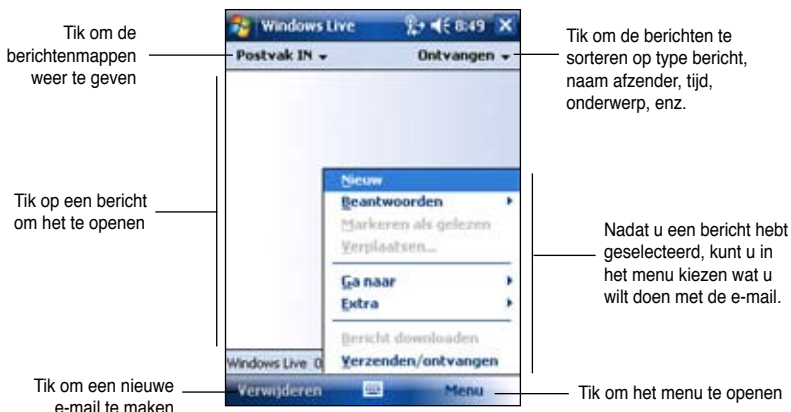 Tik om de
berichtenmappen
weer te geven
Tik op een bericht
om het te openen
Tik om een nieuwe
e-mail te maken
Windows Live 8:49
Postvak IN Ontvangen
Nieuw
Beantwoorden
Markeren als gelezen
Verplaatsen...
Ga naar
Extra
Bericht downloaden
Windows Live 0
Verzenden/ontvangen
Verwijderen Menu
Tik om de berichten te
sorteren op type bericht,
naam afzender, tijd,
onderwerp, enz.
Nadat u een bericht hebt
geselecteerd, kunt u in
het menu kiezen wat u
wilt doen met de e-mail.
Tik om het menu te openen